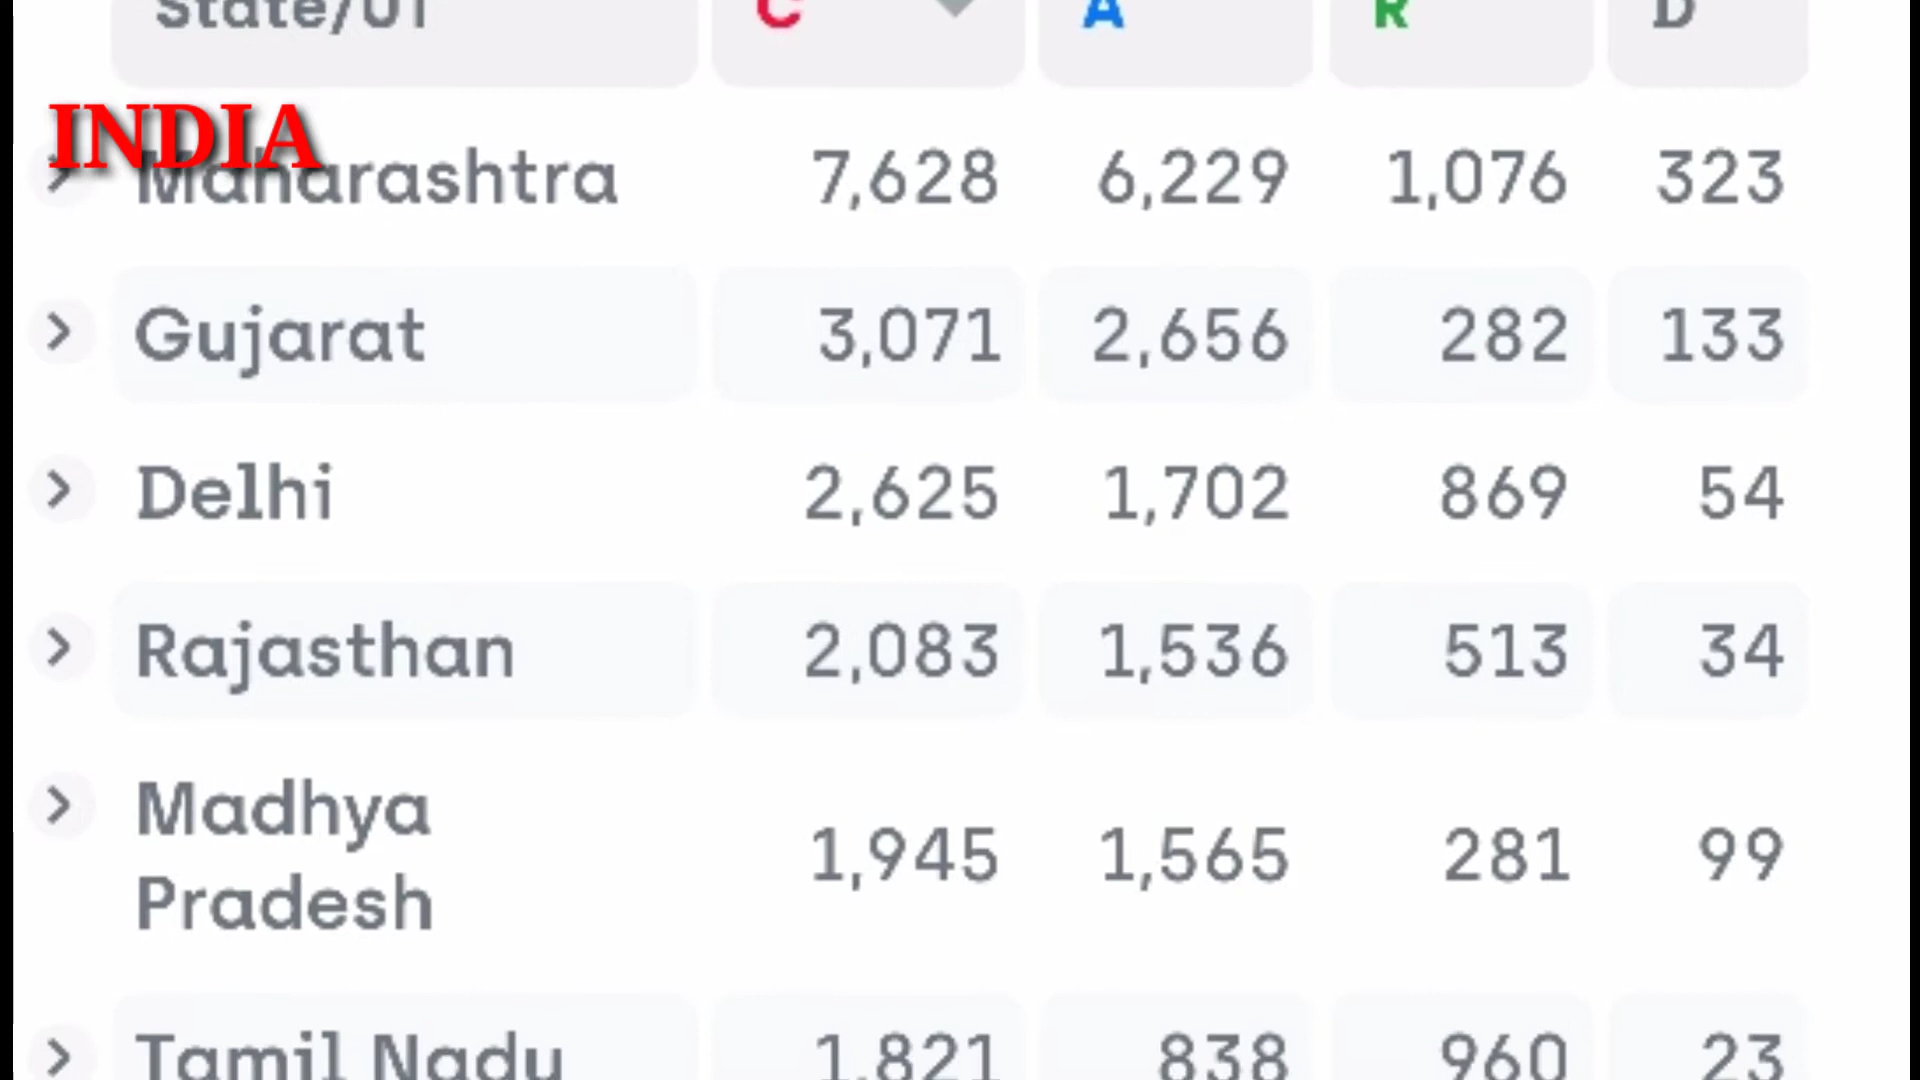 State/UT C A R D
INDIA
Maharashtra 7,628 6,229 1,076 323
Gujarat 3,071 2,656 282 133
Delhi 2,625 1,702 869 54
Rajasthan 2,083 1,536 513 34
Madhya
Pradesh 1,945 1,565 281 99
Tamil Nadu 1,821 838 960 23